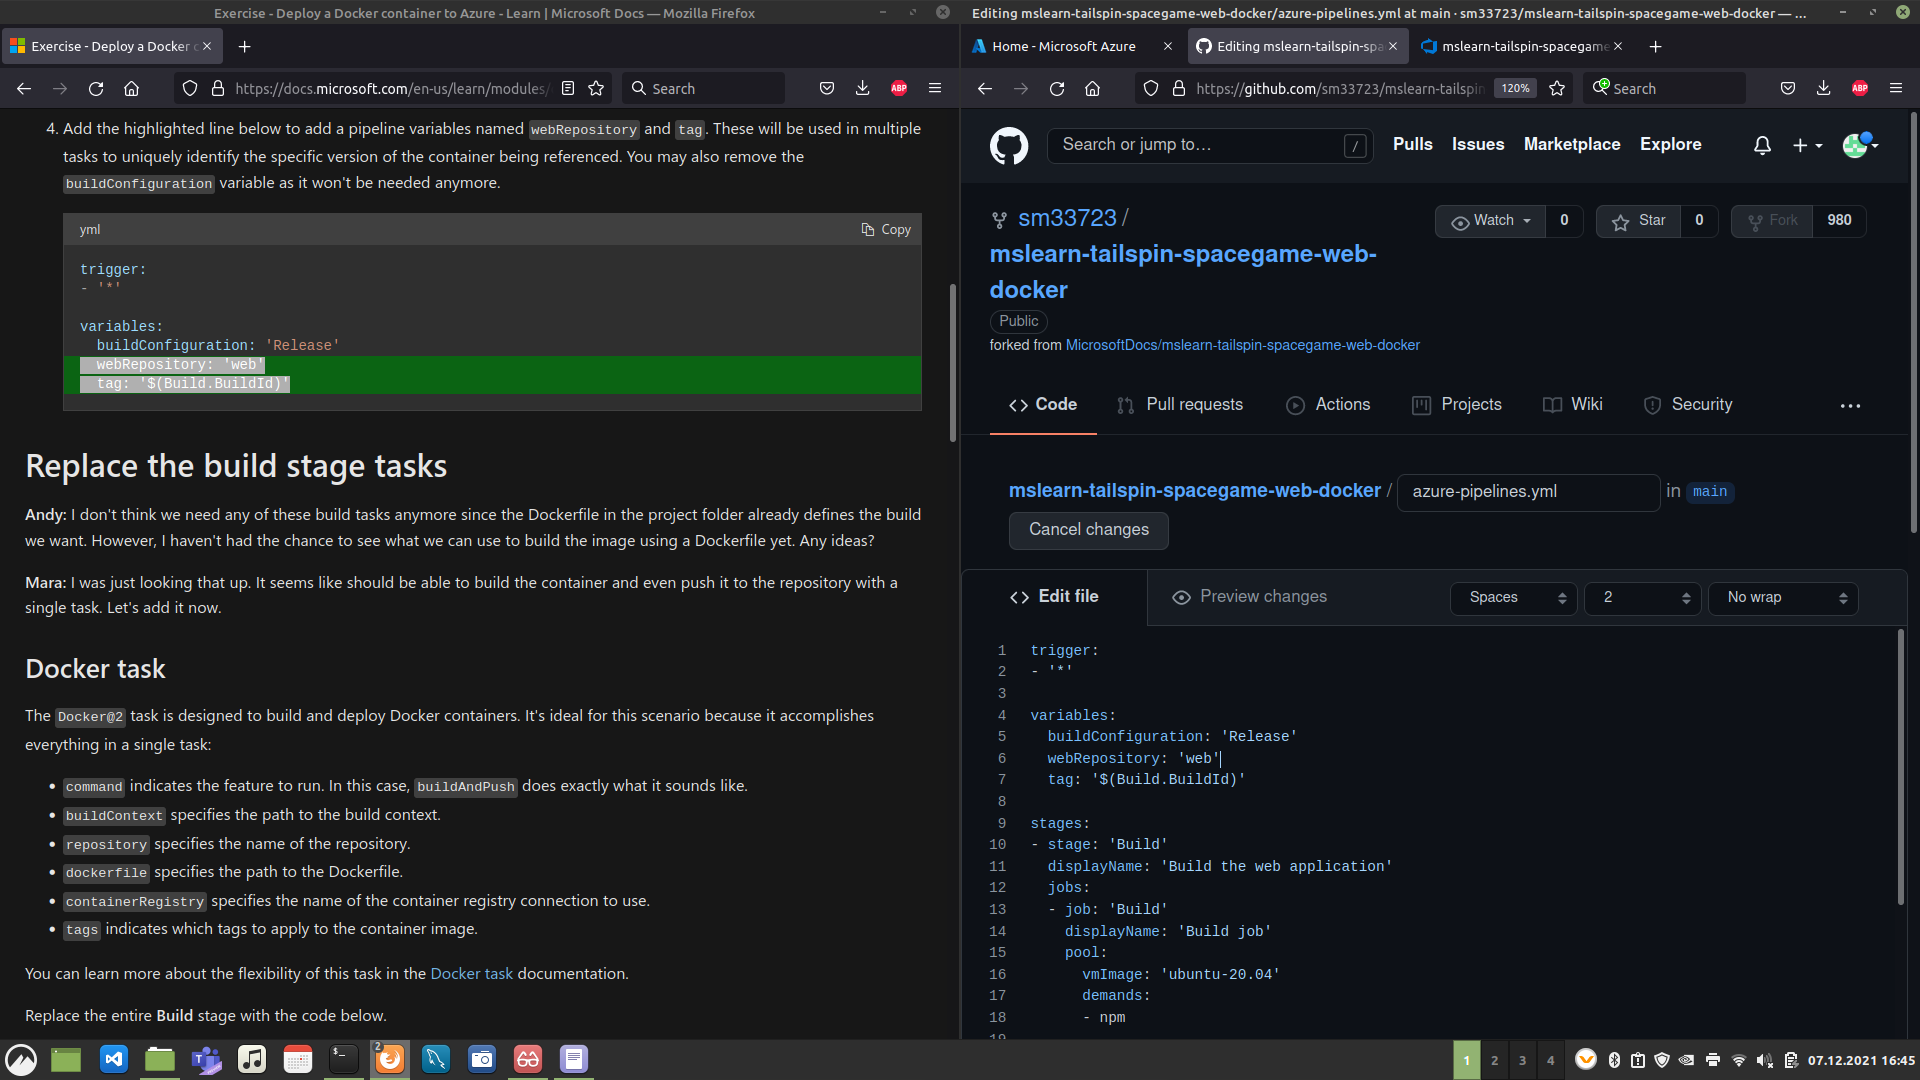 Exercise - Deploy a Docker container to Azure - Learn | Microsoft Docs — Mozilla Firefox
Exercise - Deploy a Docker c
https://docs.microsoft.com/en-us/learn/modules/
Search
ABP
4. Add the highlighted line below to add a pipeline variables named webRepository and tag. These will be used in multiple
tasks to uniquely identify the specific version of the container being referenced. You may also remove the
buildConfiguration variable as it won't be needed anymore.
yml
Copy
trigger:
- '*'
variables:
buildConfiguration: 'Release'
webRepository: 'web'
tag: '$(Build.BuildId)'
Replace the build stage tasks
Andy: I don't think we need any of these build tasks anymore since the Dockerfile in the project folder already defines the build
we want. However, I haven't had the chance to see what we can use to build the image using a Dockerfile yet. Any ideas?
Mara: I was just looking that up. It seems like should be able to build the container and even push it to the repository with a
single task. Let's add it now.
Docker task
The Docker@2 task is designed to build and deploy Docker containers. It's ideal for this scenario because it accomplishes
everything in a single task:
• command indicates the feature to run. In this case, buildAndPush does exactly what it sounds like.
• buildContext specifies the path to the build context.
• repository specifies the name of the repository.
• dockerfile specifies the path to the Dockerfile.
• containerRegistry specifies the name of the container registry connection to use.
• tags indicates which tags to apply to the container image.
You can learn more about the flexibility of this task in the Docker task documentation.
Replace the entire Build stage with the code below.
Editing mslearn-tailspin-spacegame-web-docker/azure-pipelines.yml at main · sm33723/mslearn-tailspin-spacegame-web-docker — ...
Home - Microsoft Azure
Editing mslearn-tailspin-spa
mslearn-tailspin-spacegame
https://github.com/sm33723/mslearn-tailspin
120%
Search
ABP
Search or jump to…
/
Pulls
Issues
Marketplace
Explore
sm33723 /
mslearn-tailspin-spacegame-web-
docker
Public
forked from MicrosoftDocs/mslearn-tailspin-spacegame-web-docker
Watch
0
Star
0
Fork
980
Code
Pull requests
Actions
Projects
Wiki
Security
mslearn-tailspin-spacegame-web-docker / azure-pipelines.yml in main
Cancel changes
Edit file
Preview changes
Spaces
2
No wrap
1 trigger:
2 - '*'
3
4 variables:
5 buildConfiguration: 'Release'
6 webRepository: 'web'
7 tag: '$(Build.BuildId)'
8
9 stages:
10 - stage: 'Build'
11 displayName: 'Build the web application'
12 jobs:
13 - job: 'Build'
14 displayName: 'Build job'
15 pool:
16 vmImage: 'ubuntu-20.04'
17 demands:
18 - npm
2
1
2
3
4
07.12.2021 16:45